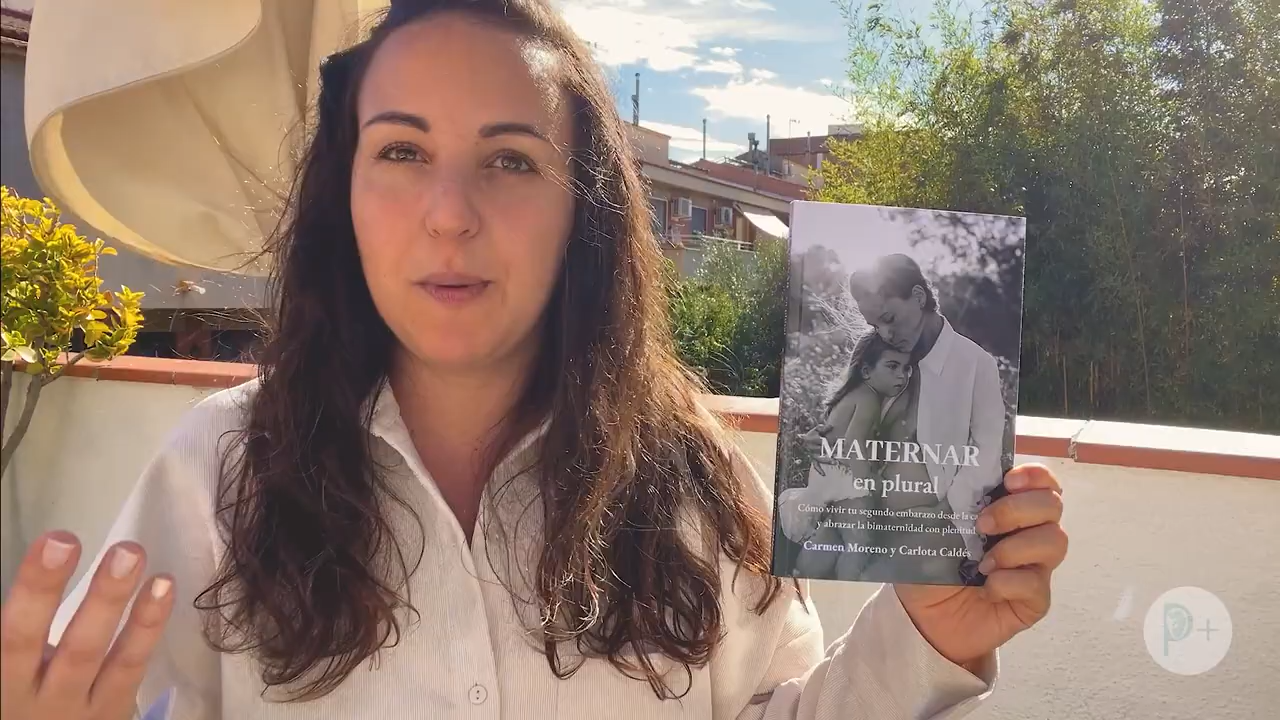 MATERNAR
en plural
Cómo vivir tu segundo embarazo desde la
y abrazar la bimaternidad con plenitud
Carmen Moreno y Carlota Caldés
P+